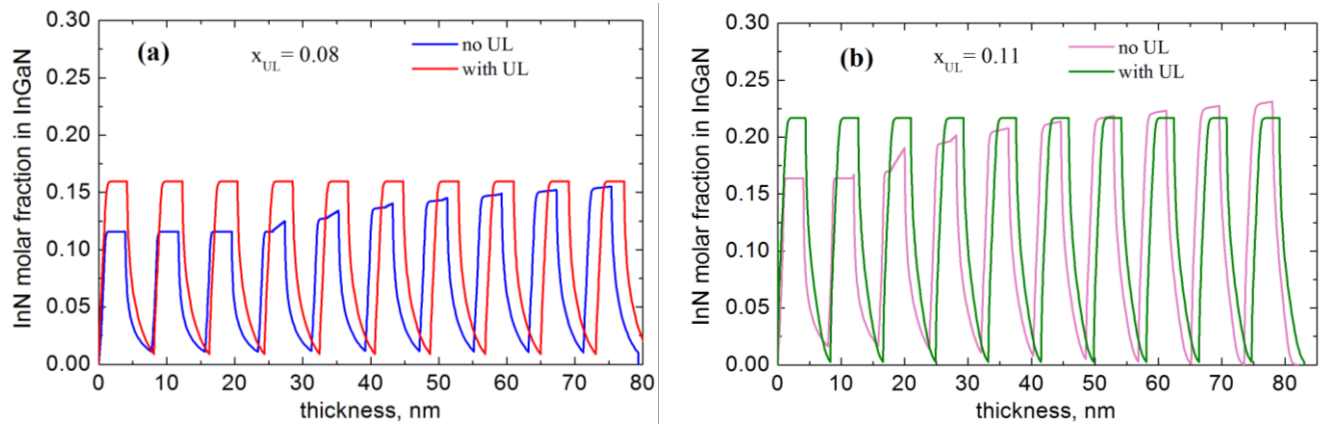 (a)
x_UL = 0.08
no UL
with UL
InN molar fraction in InGaN
0.30
0.25
0.20
0.15
0.10
0.05
0.00
0 10 20 30 40 50 60 70 80
thickness, nm
(b)
x_UL = 0.11
no UL
with UL
InN molar fraction in InGaN
0.30
0.25
0.20
0.15
0.10
0.05
0.00
0 10 20 30 40 50 60 70 80
thickness, nm